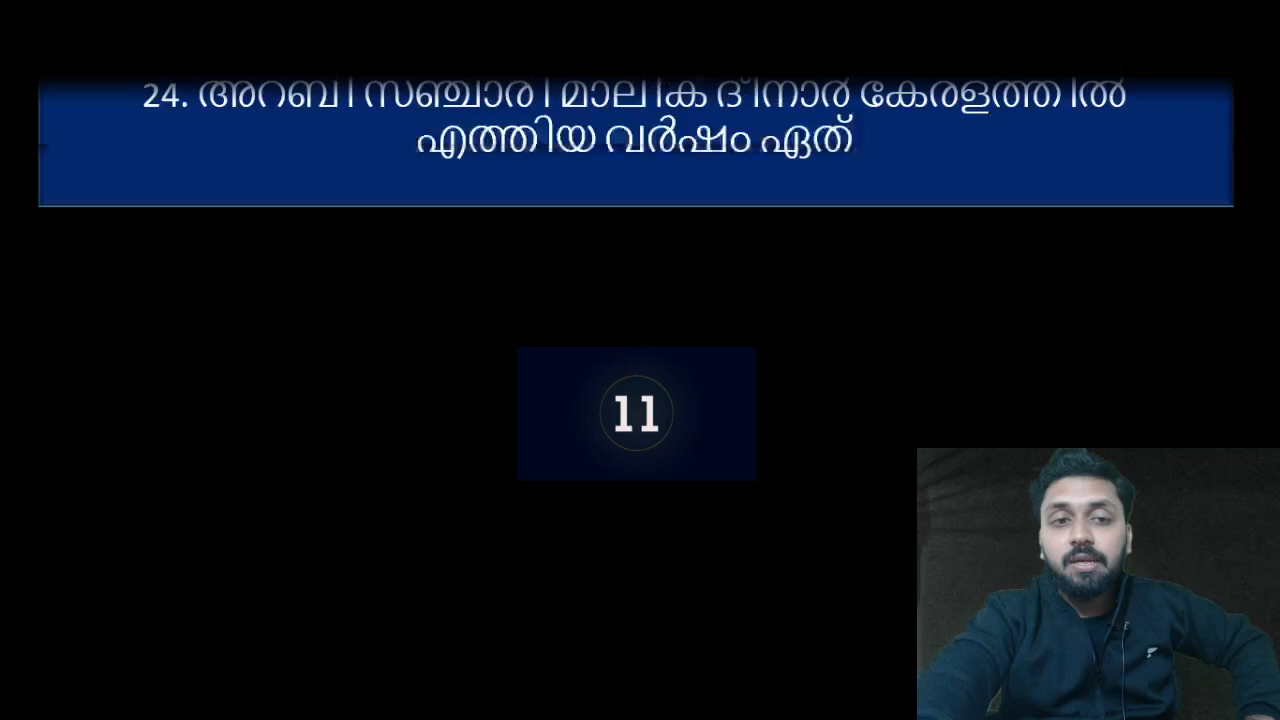 24. അറബി സഞ്ചാരി മാലിക് ദിനാർ കേരളത്തിൽ
എത്തിയ വർഷം ഏത്
11